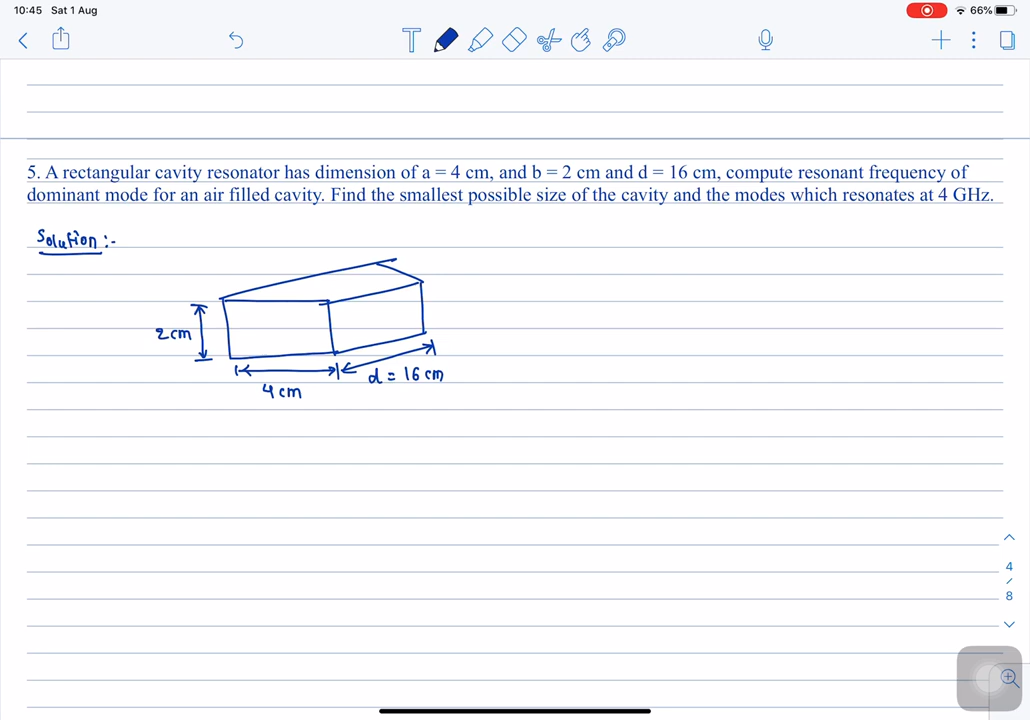 10:45 Sat 1 Aug
66%
T
5. A rectangular cavity resonator has dimension of a = 4 cm, and b = 2 cm and d = 16 cm, compute resonant frequency of
dominant mode for an air filled cavity. Find the smallest possible size of the cavity and the modes which resonates at 4 GHz.
Solution :-
2cm
d = 16 cm
4 cm
4
/
8